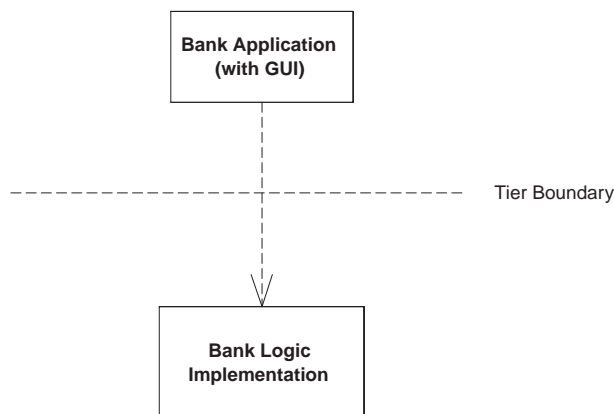 Bank Application
(with GUI)
Tier Boundary
Bank Logic
Implementation